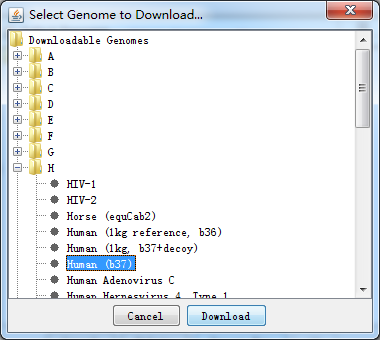 Select Genome to Download...
Downloadable Genomes
A
B
C
D
E
F
G
H
HIV-1
HIV-2
Horse (equCab2)
Human (1kg reference, b36)
Human (1kg, b37+decoy)
Human (b37)
Human Adenovirus C
Human Herpesvirus 4, Type 1
Cancel
Download